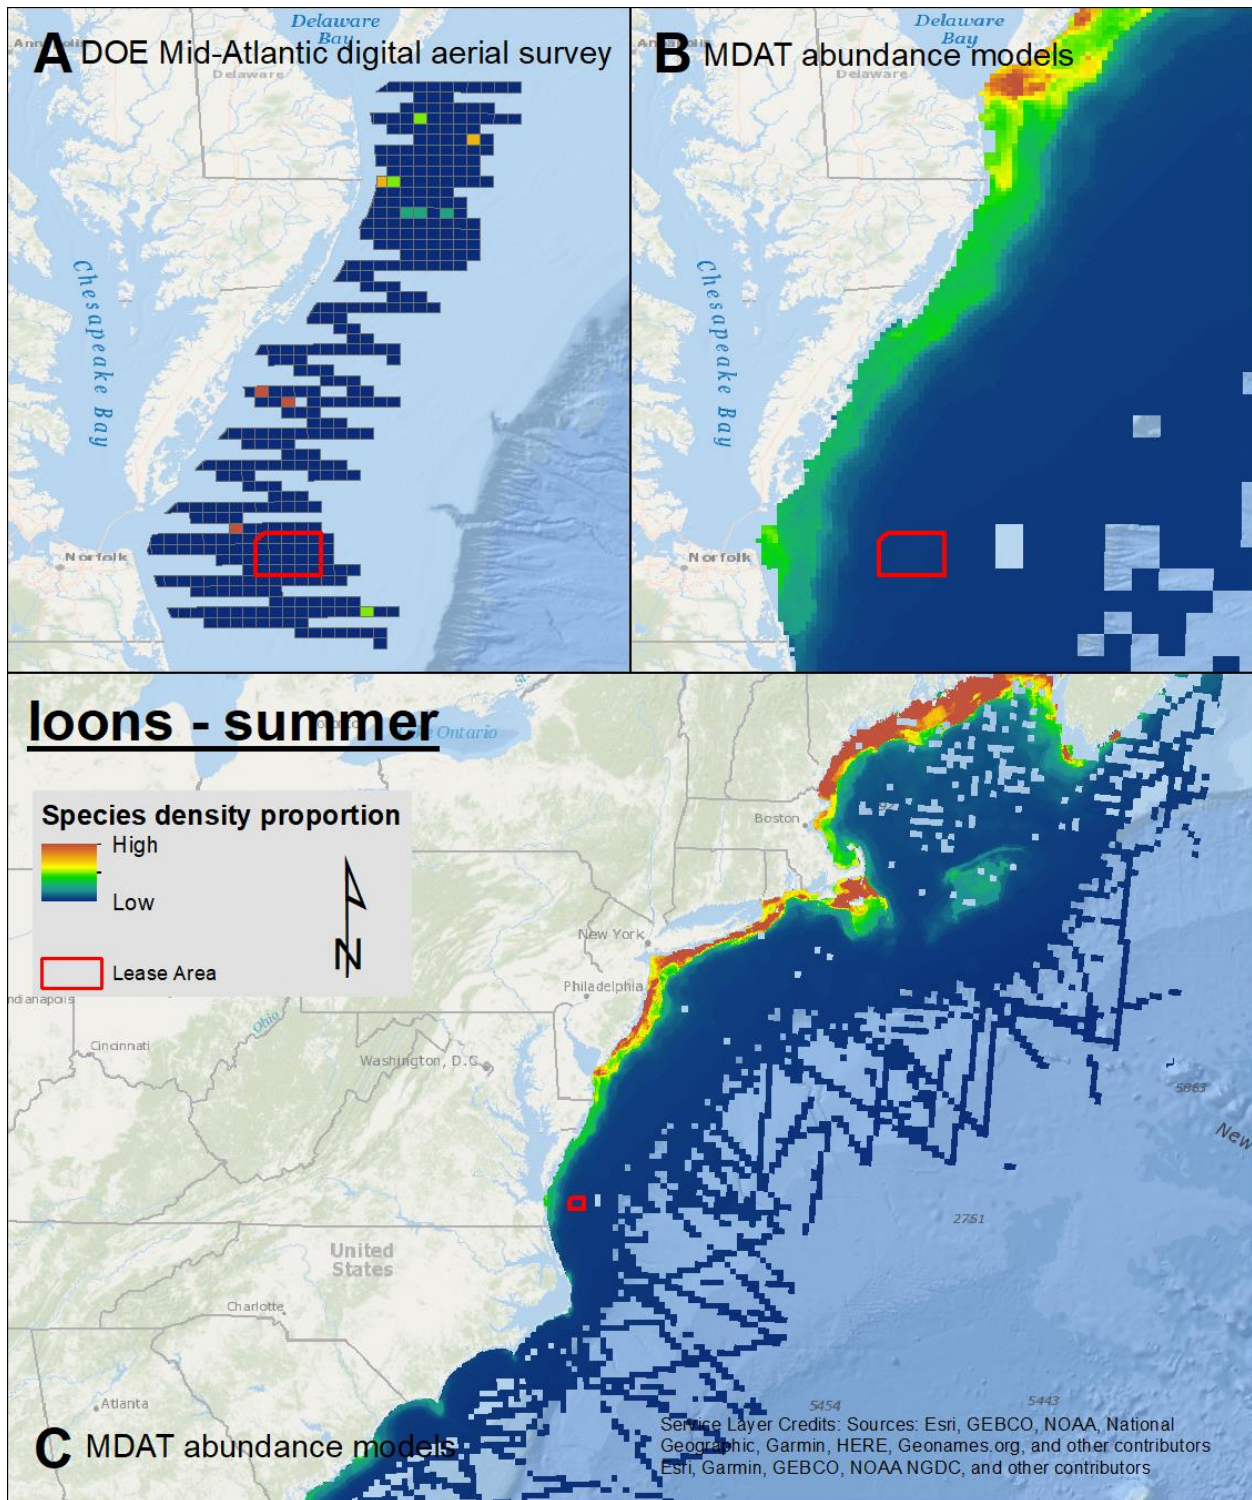 Delaware
Bay
A DOE Mid-Atlantic digital aerial survey
Delaware
Chesapeake Bay
Norfolk
Delaware
Bay
B MDAT abundance models
Delaware
Chesapeake Bay
Norfolk
loons - summer
Ontario
Species density proportion
High
Low
N
Lease Area
Boston
New York
Philadelphia
ndianapolis
Ohio
Cincinnati
Washington, D.C.
5863
New
2751
United
States
Charlotte
Atlanta
5454
5443
C MDAT abundance models
Service Layer Credits: Sources: Esri, GEBCO, NOAA, National
Geographic, Garmin, HERE, Geonames.org, and other contributors
Esri, Garmin, GEBCO, NOAA NGDC, and other contributors